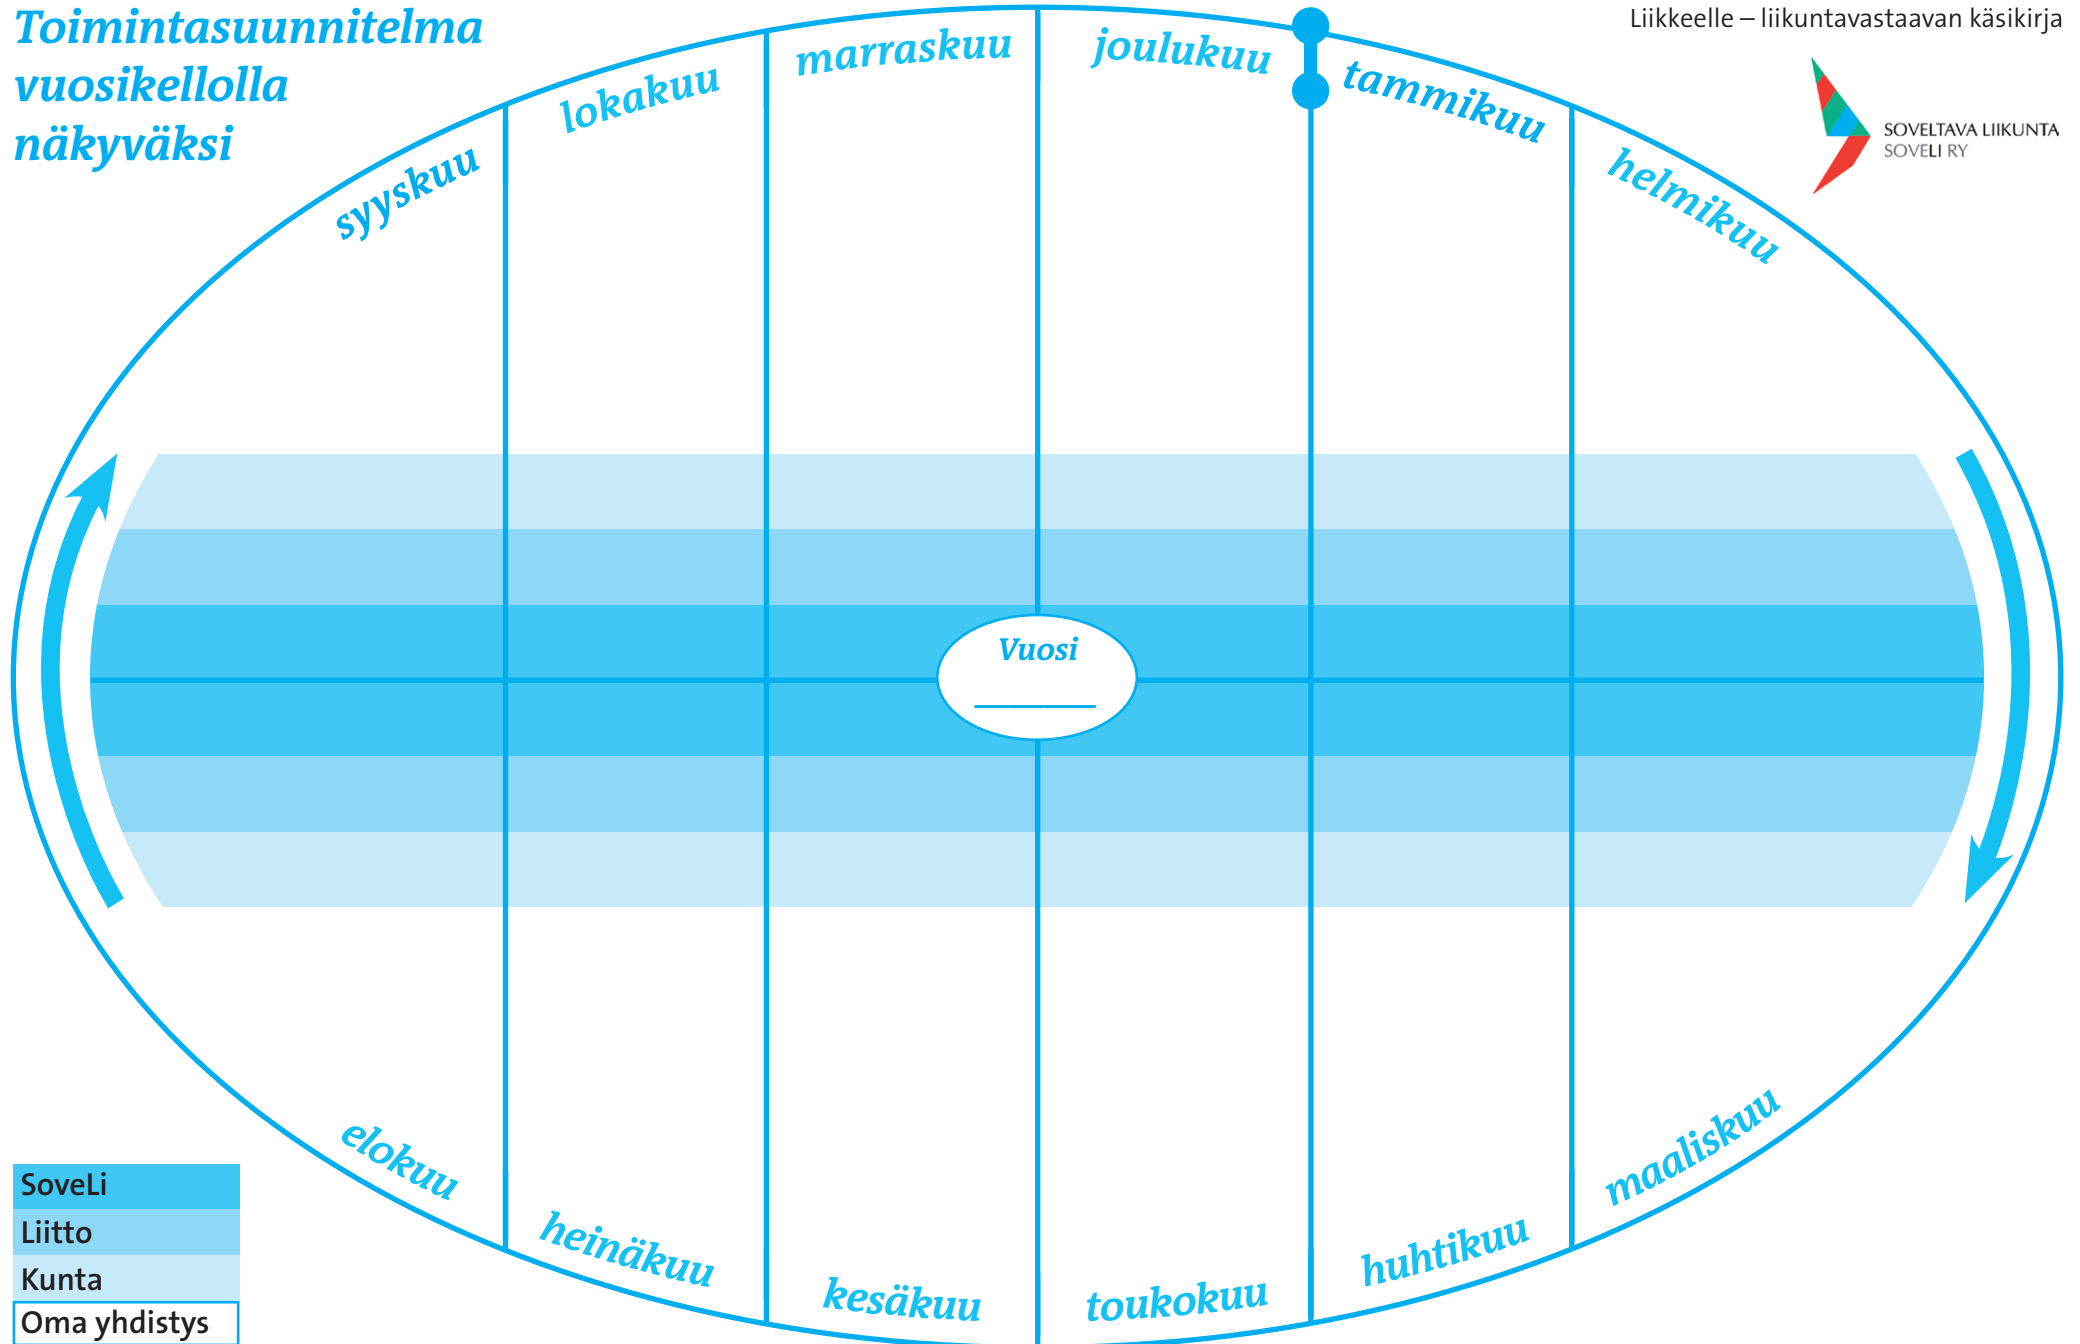 Toimintasuunnitelma
vuosikellolla
näkyväksi
Liikkeelle – liikuntavastaavan käsikirja
SOVELTAVA LIIKUNTA
SOVELI RY
syyskuu
lokakuu
marraskuu
joulukuu
tammikuu
helmikuu
Vuosi
__________
elokuu
heinäkuu
kesäkuu
toukokuu
huhtikuu
maaliskuu
SoveLi
Liitto
Kunta
Oma yhdistys